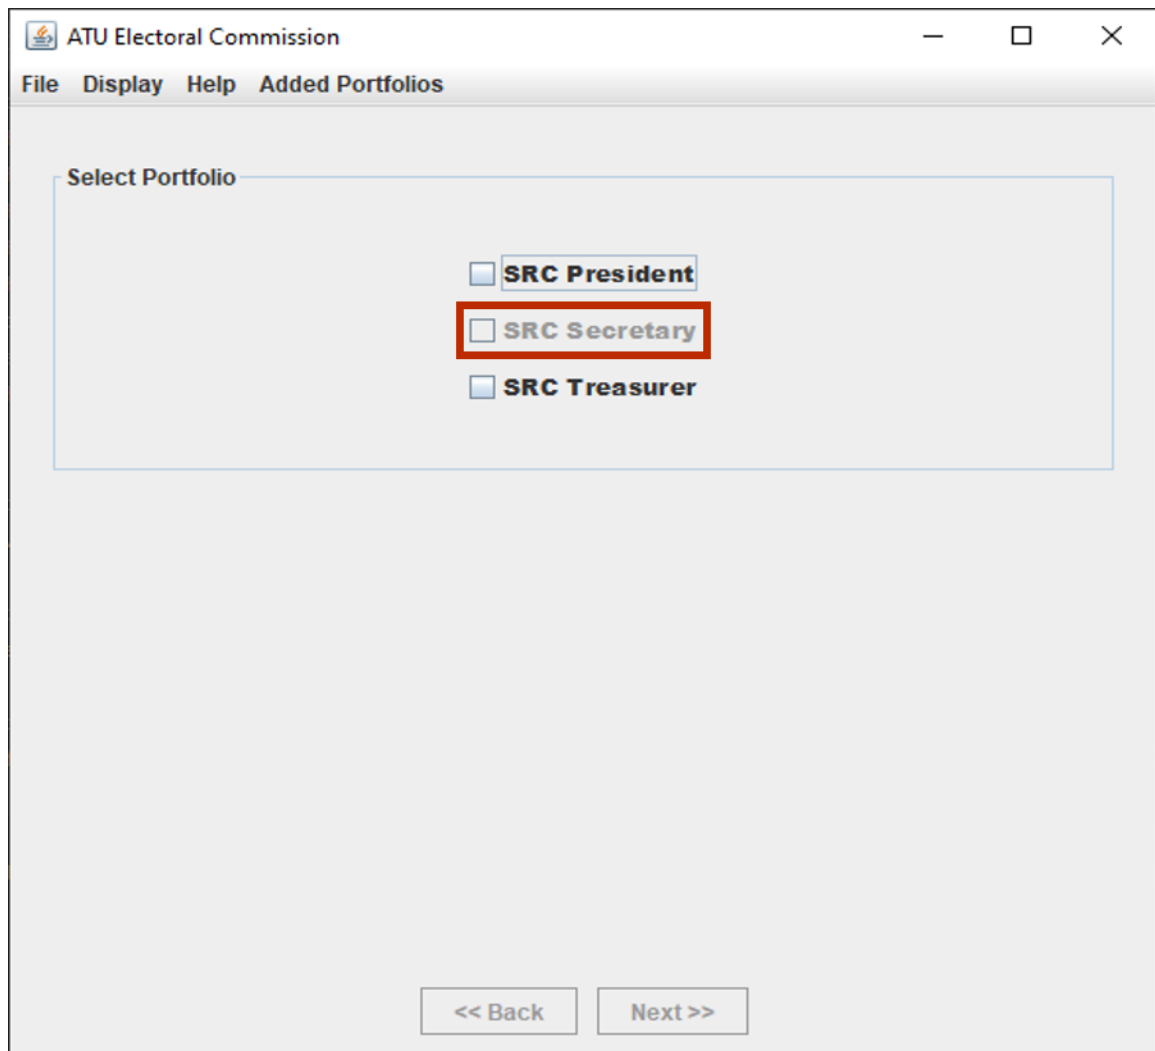 ATU Electoral Commission
File Display Help Added Portfolios
Select Portfolio
SRC President
SRC Secretary
SRC Treasurer
<< Back Next >>